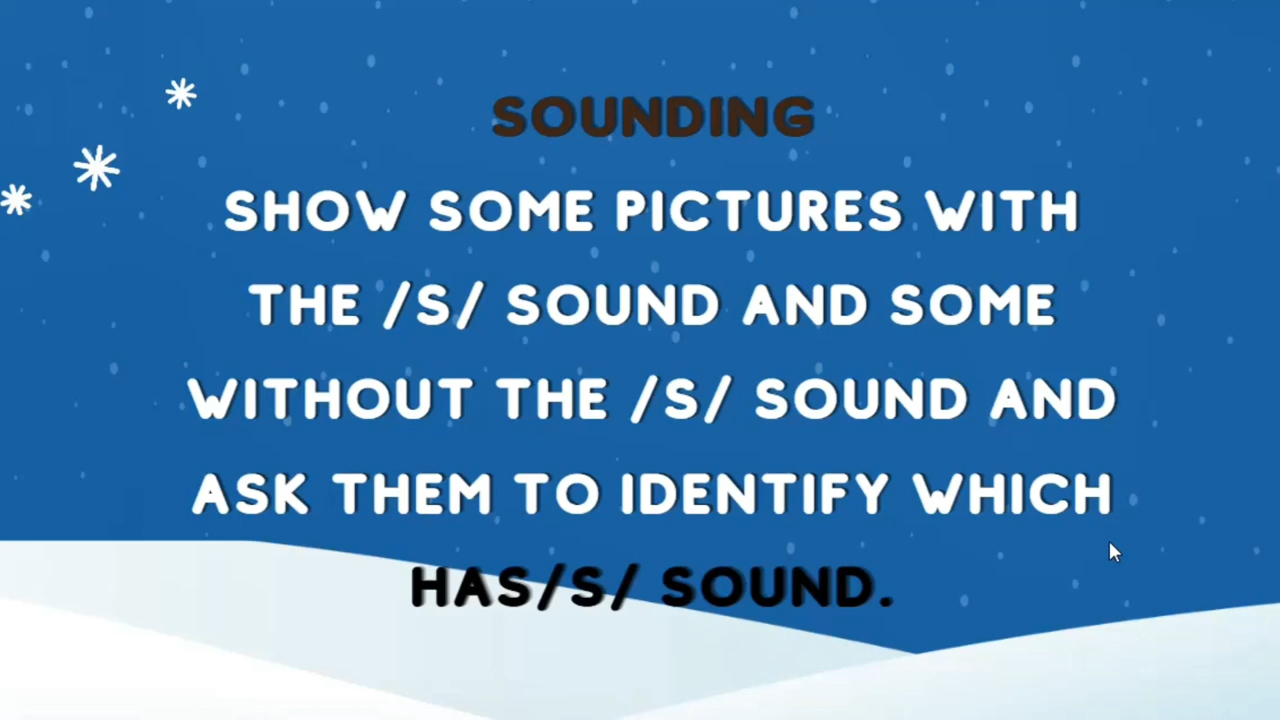 SOUNDING
SHOW SOME PICTURES WITH
THE /S/ SOUND AND SOME
WITHOUT THE /S/ SOUND AND
ASK THEM TO IDENTIFY WHICH
HAS/S/ SOUND.